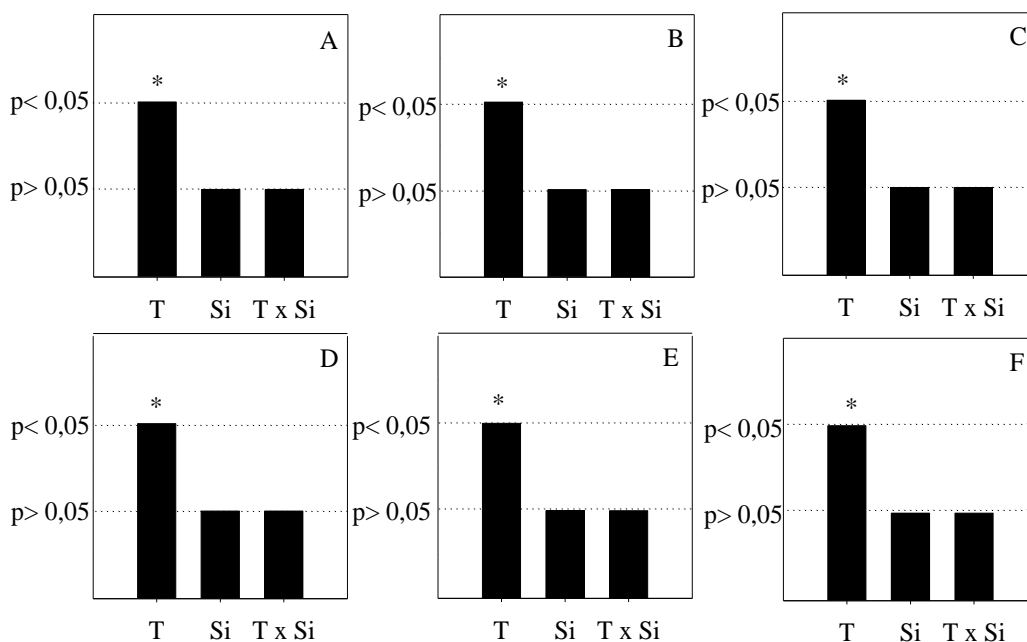 A
*
p< 0,05
p> 0,05
T Si T x Si
B
*
p< 0,05
p> 0,05
T Si T x Si
C
*
p< 0,05
p> 0,05
T Si T x Si
D
*
p< 0,05
p> 0,05
T Si T x Si
E
*
p< 0,05
p> 0,05
T Si T x Si
F
*
p< 0,05
p> 0,05
T Si T x Si